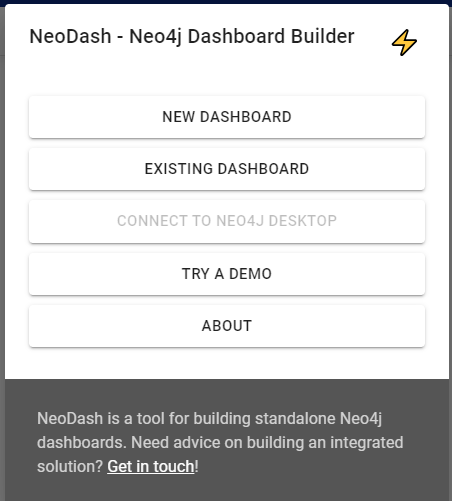 NeoDash - Neo4j Dashboard Builder
NEW DASHBOARD
EXISTING DASHBOARD
CONNECT TO NEO4J DESKTOP
TRY A DEMO
ABOUT
NeoDash is a tool for building standalone Neo4j
dashboards. Need advice on building an integrated
solution? Get in touch!